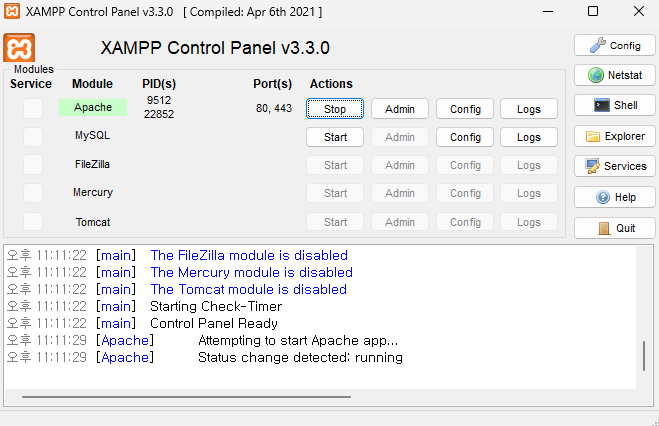 XAMPP Control Panel v3.3.0 [ Compiled: Apr 6th 2021 ]
XAMPP Control Panel v3.3.0
Config
Modules
Service Module PID(s) Port(s) Actions
Netstat
Apache 9512 22852 80, 443 Stop Admin Config Logs
Shell
MySQL Start Admin Config Logs
Explorer
FileZilla Start Admin Config Logs
Services
Mercury Start Admin Config Logs
Help
Tomcat Start Admin Config Logs
Quit
오후 11:11:22 [main] The FileZilla module is disabled
오후 11:11:22 [main] The Mercury module is disabled
오후 11:11:22 [main] The Tomcat module is disabled
오후 11:11:22 [main] Starting Check-Timer
오후 11:11:22 [main] Control Panel Ready
오후 11:11:29 [Apache] Attempting to start Apache app...
오후 11:11:29 [Apache] Status change detected: running